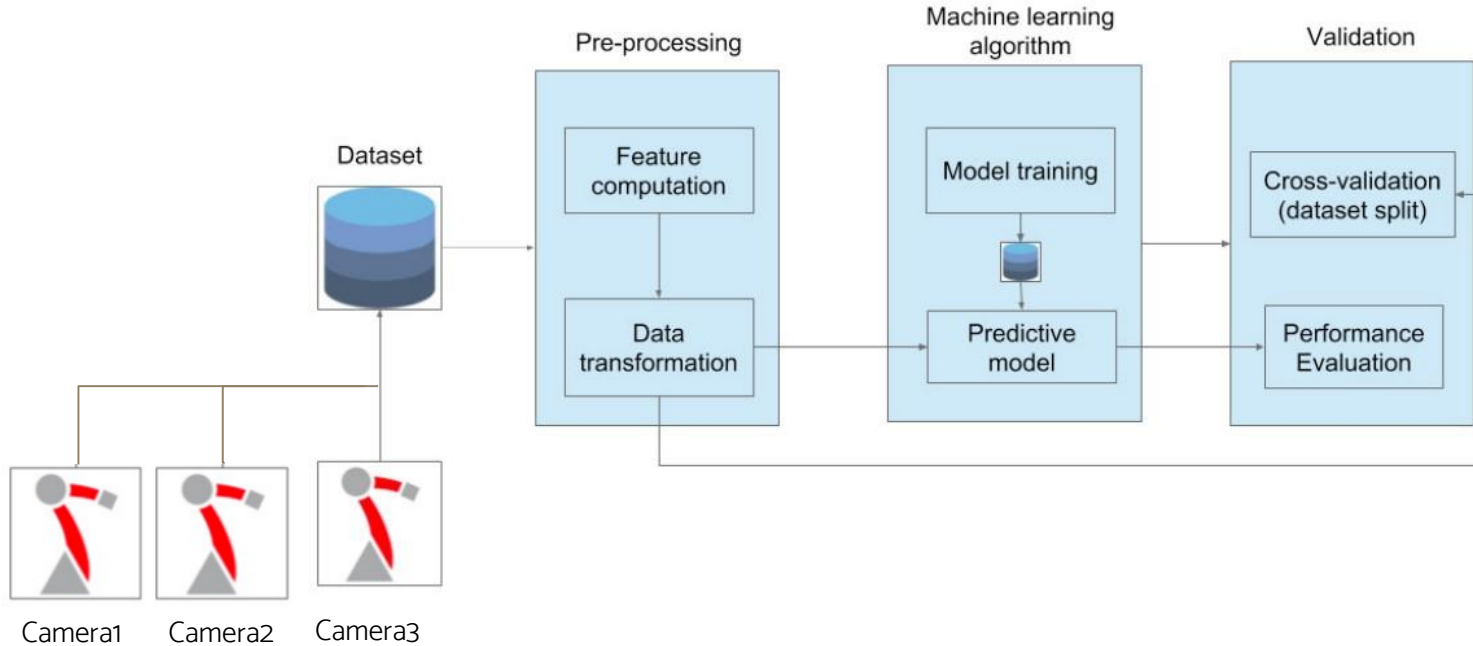 Pre-processing
Machine learning
algorithm
Validation
Dataset
Feature
computation
Model training
Cross-validation
(dataset split)
Data
transformation
Predictive
model
Performance
Evaluation
Camera1
Camera2
Camera3